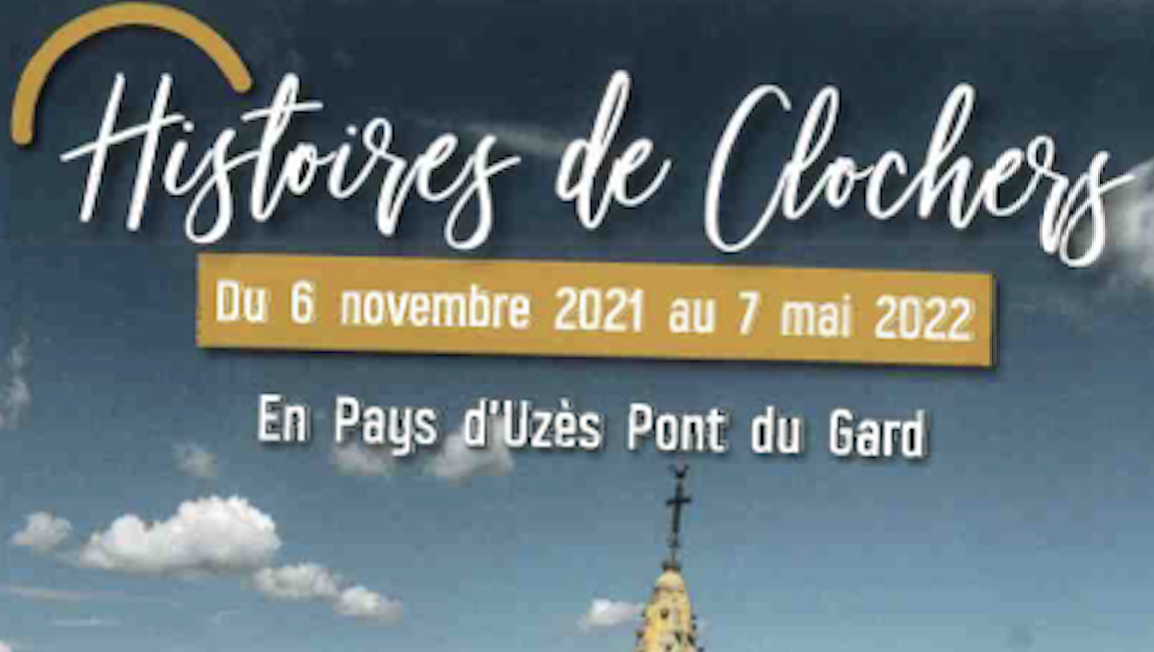 Histoires de Clochers
Du 6 novembre 2021 au 7 mai 2022
En Pays d'Uzès Pont du Gard